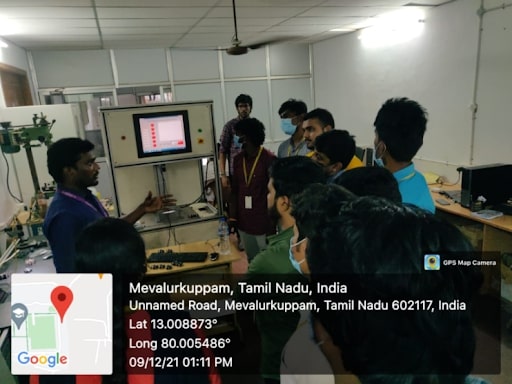 GPS Map Camera
Mevalurkuppam, Tamil Nadu, India
Unnamed Road, Mevalurkuppam, Tamil Nadu 602117, India
Lat 13.008873°
Long 80.005486°
09/12/21 01:11 PM
Google